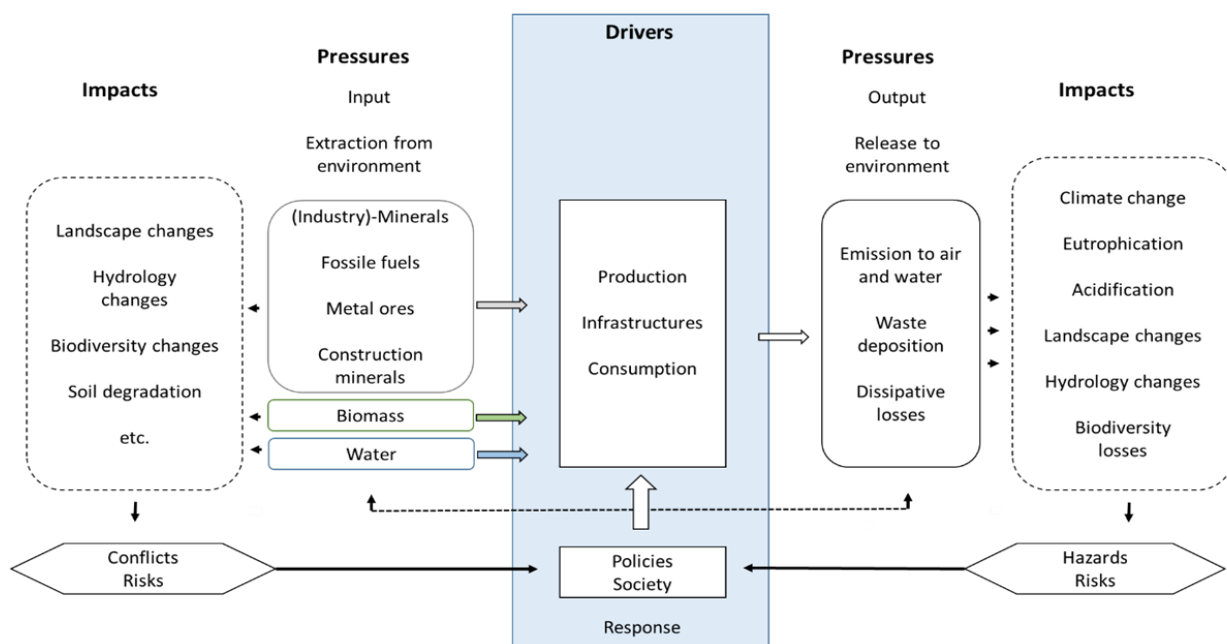 Drivers
Pressures
Pressures
Impacts
Input
Output
Impacts
Extraction from
environment
Release to
environment
Landscape changes
Hydrology
changes
Biodiversity changes
Soil degradation
etc.
(Industry)-Minerals
Fossile fuels
Metal ores
Construction
minerals
Biomass
Water
Production
Infrastructures
Consumption
Emission to air
and water
Waste
deposition
Dissipative
losses
Climate change
Eutrophication
Acidification
Landscape changes
Hydrology changes
Biodiversity
losses
Conflicts
Risks
Policies
Society
Hazards
Risks
Response